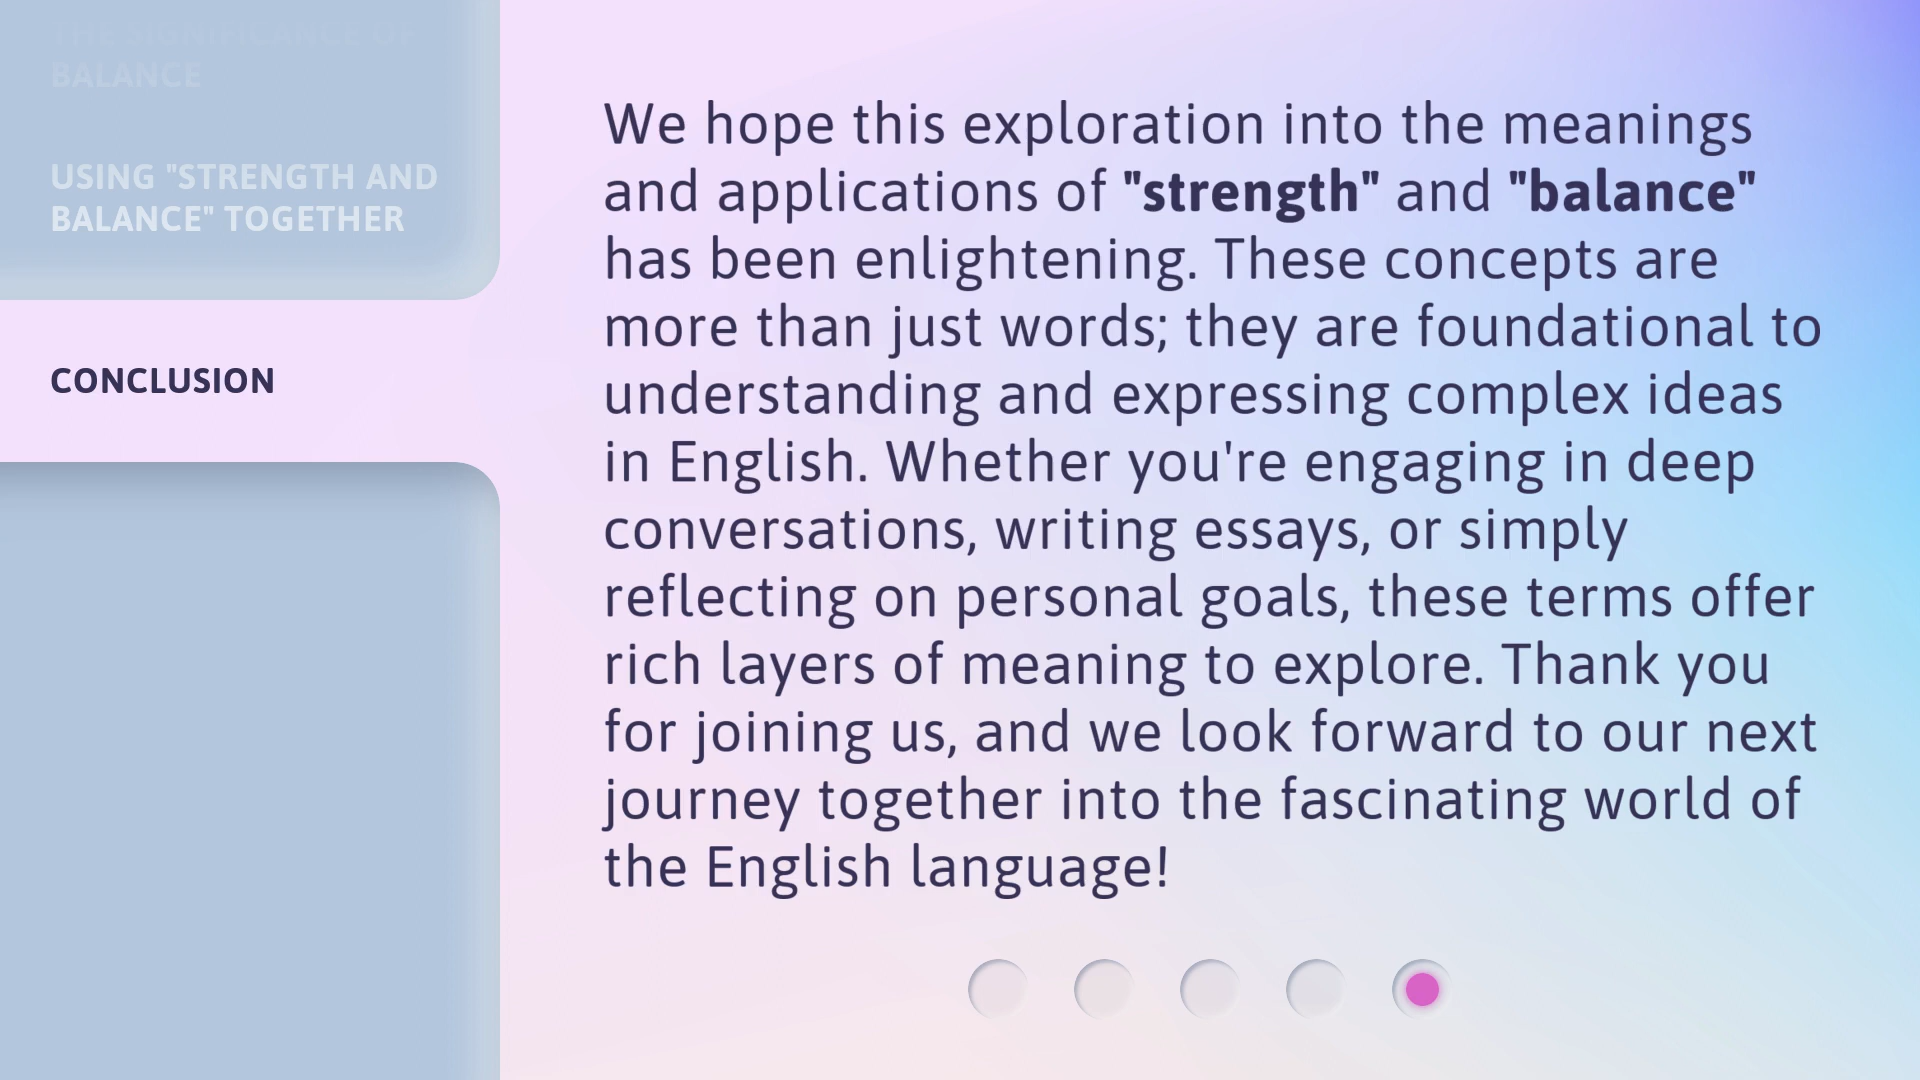 THE SIGNIFICANCE OF
BALANCE
USING "STRENGTH AND
BALANCE" TOGETHER
CONCLUSION
We hope this exploration into the meanings
and applications of "strength" and "balance"
has been enlightening. These concepts are
more than just words; they are foundational to
understanding and expressing complex ideas
in English. Whether you're engaging in deep
conversations, writing essays, or simply
reflecting on personal goals, these terms offer
rich layers of meaning to explore. Thank you
for joining us, and we look forward to our next
journey together into the fascinating world of
the English language!